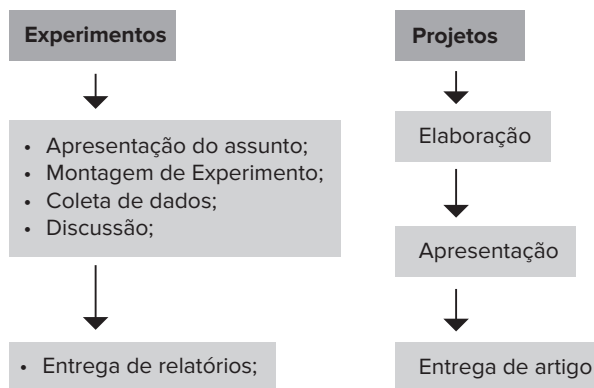 Experimentos
• Apresentação do assunto;
• Montagem de Experimento;
• Coleta de dados;
• Discussão;
• Entrega de relatórios;
Projetos
Elaboração
Apresentação
Entrega de artigo